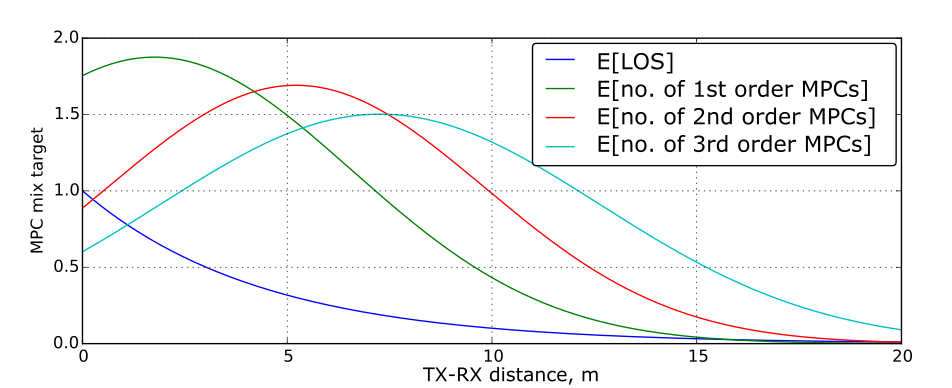 2.0
1.5
1.0
0.5
0.0
MPC mix target
E[LOS]
E[no. of 1st order MPCs]
E[no. of 2nd order MPCs]
E[no. of 3rd order MPCs]
0 5 10 15 20
TX-RX distance, m